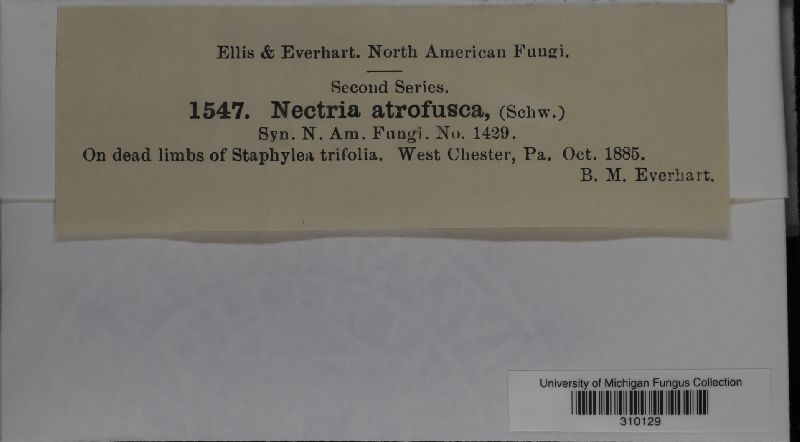 Ellis & Everhart. North American Fungi.
Second Series.
1547. Nectria atrofusca, (Schw.)
Syn. N. Am. Fungi. No. 1429.
On dead limbs of Staphylea trifolia. West Chester, Pa. Oct. 1885.
B. M. Everhart.
University of Michigan Fungus Collection
310129